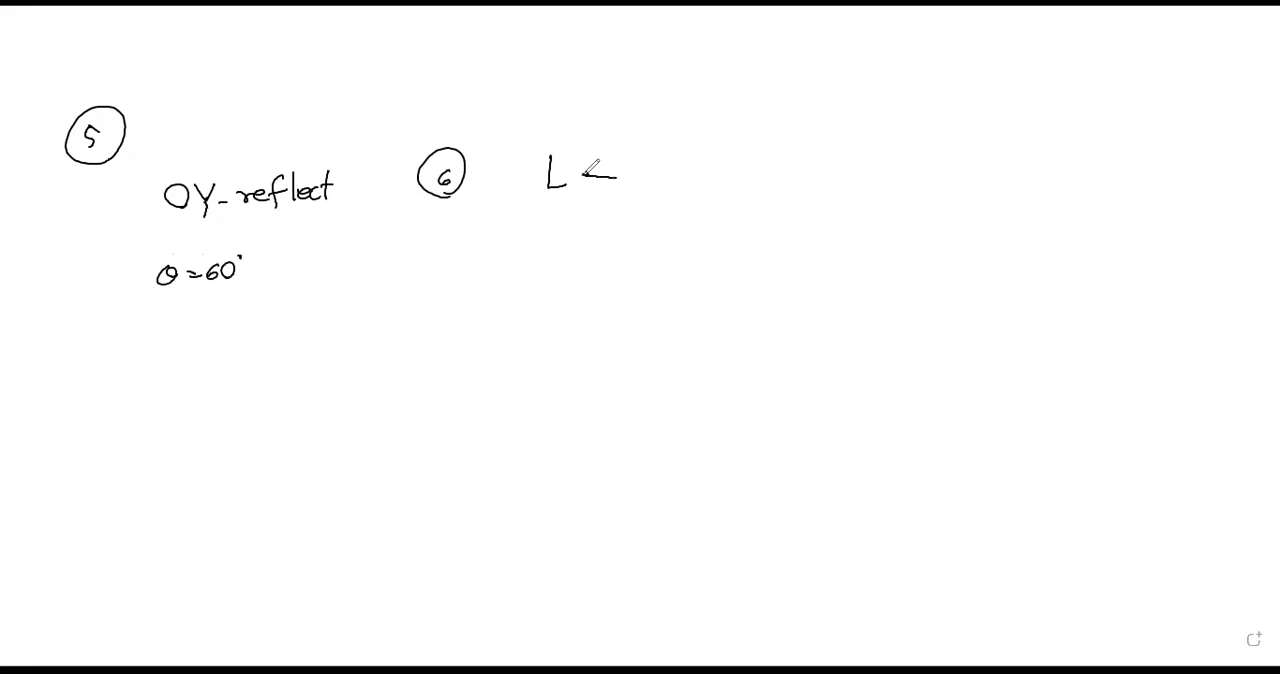 ⑤
OY-reflect
θ=60°
⑥ L <